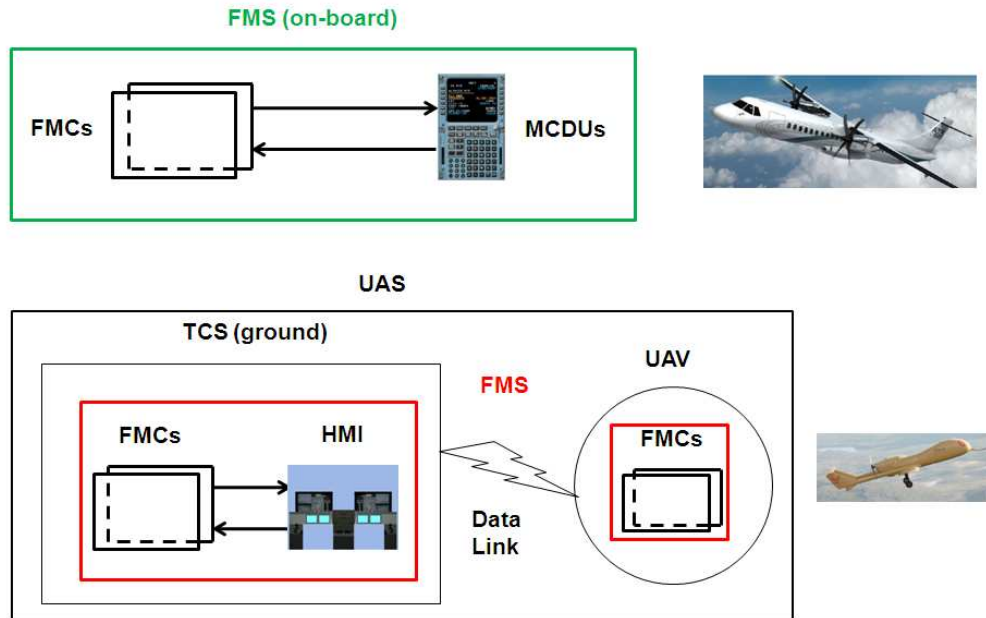 FMS (on-board)
FMCs
MCDUs
UAS
TCS (ground)
UAV
FMS
FMCs
HMI
FMCs
Data
Link